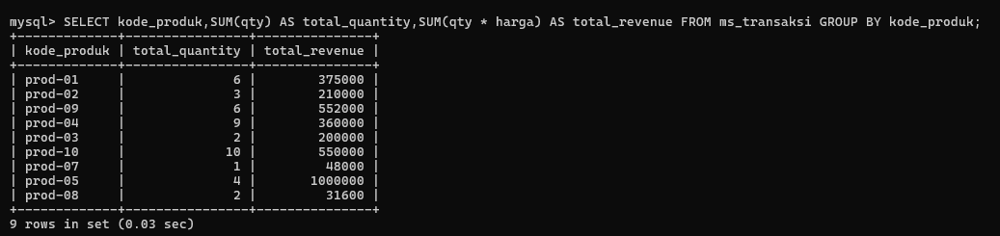 mysql> SELECT kode_produk,SUM(qty) AS total_quantity,SUM(qty * harga) AS total_revenue FROM ms_transaksi GROUP BY kode_produk;
+-------------+----------------+---------------+
| kode_produk | total_quantity | total_revenue |
+-------------+----------------+---------------+
| prod-01     |              6 |        375000 |
| prod-02     |              3 |        210000 |
| prod-09     |              6 |        552000 |
| prod-04     |              9 |        360000 |
| prod-03     |              2 |        200000 |
| prod-10     |             10 |        550000 |
| prod-07     |              1 |         48000 |
| prod-05     |              4 |       1000000 |
| prod-08     |              2 |         31600 |
+-------------+----------------+---------------+
9 rows in set (0.03 sec)